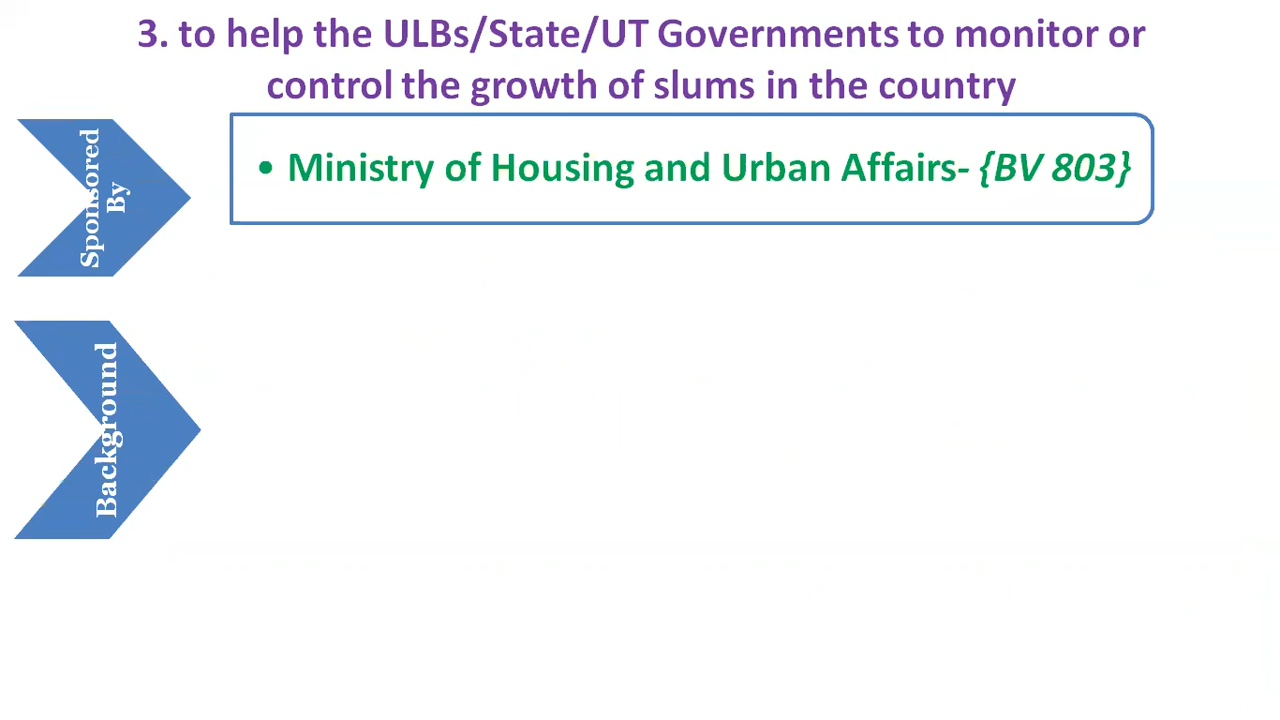 3. to help the ULBs/State/UT Governments to monitor or
control the growth of slums in the country
Sponsored
By
• Ministry of Housing and Urban Affairs- {BV 803}
Background